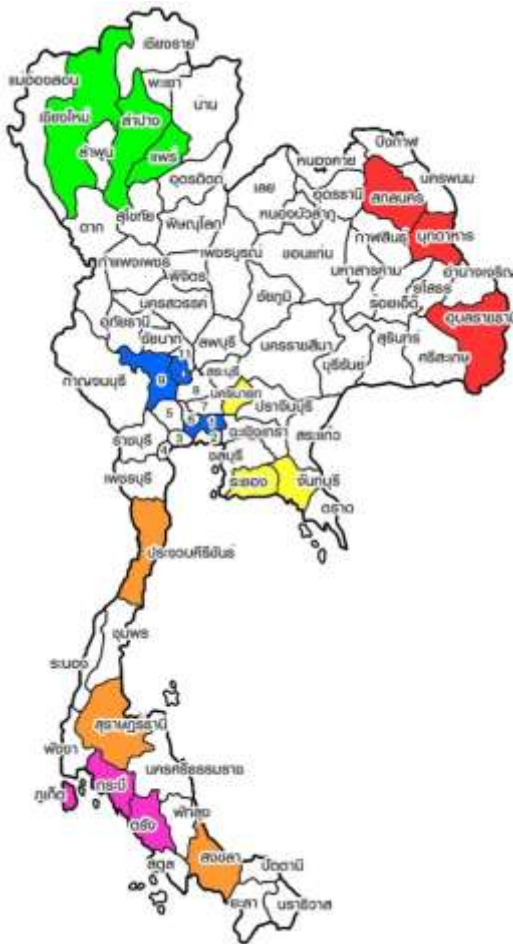 เชียงราย
แม่ฮ่องสอน
พะเยา
น่าน
เชียงใหม่
ลำปาง
ลำพูน
แพร่
อุตรดิตถ์
ตาก
สุโขทัย
พิษณุโลก
เลย
หนองคาย
บึงกาฬ
อุดรธานี
สกลนคร
นครพนม
หนองบัวลำภู
กำแพงเพชร
พิจิตร
เพชรบูรณ์
ขอนแก่น
กาฬสินธุ์
มุกดาหาร
มหาสารคาม
ร้อยเอ็ด
ยโสธร
อำนาจเจริญ
นครสวรรค์
ชัยภูมิ
อุทัยธานี
ชัยนาท
ลพบุรี
นครราชสีมา
บุรีรัมย์
สุรินทร์
ศรีสะเกษ
อุบลราชธานี
กาญจนบุรี
9
11
สระบุรี
8
นครนายก
ปราจีนบุรี
5
7
6
1
ฉะเชิงเทรา
สระแก้ว
ราชบุรี
3
2
4
ชลบุรี
เพชรบุรี
ระยอง
จันทบุรี
ตราด
ประจวบคีรีขันธ์
ชุมพร
ระนอง
สุราษฎร์ธานี
พังงา
นครศรีธรรมราช
ภูเก็ต
กระบี่
ตรัง
พัทลุง
สตูล
สงขลา
ปัตตานี
ยะลา
นราธิวาส